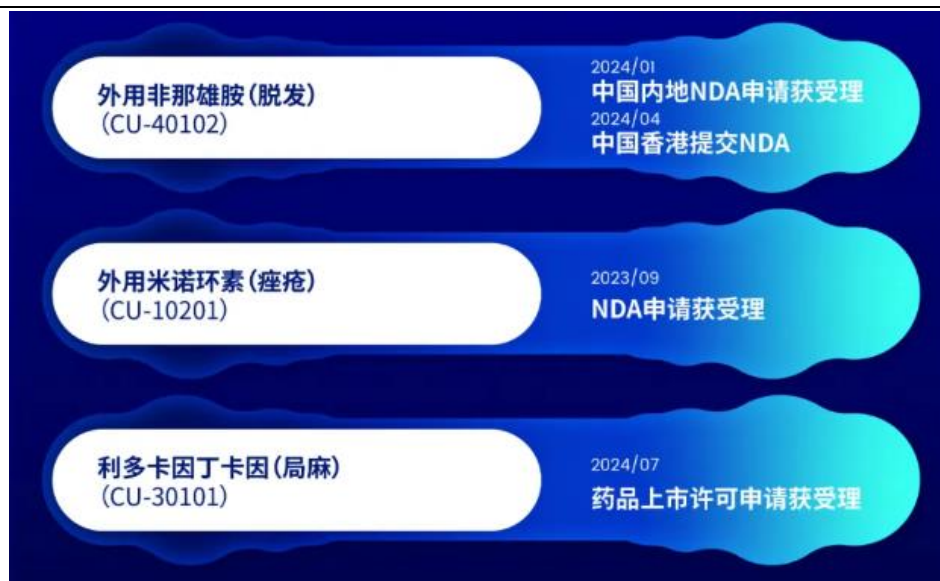 外用非那雄胺(脱发)
(CU-40102)
2024/01
中国内地NDA申请获受理
2024/04
中国香港提交NDA
外用米诺环素(痤疮)
(CU-10201)
2023/09
NDA申请获受理
利多卡因丁卡因(局麻)
(CU-30101)
2024/07
药品上市许可申请获受理